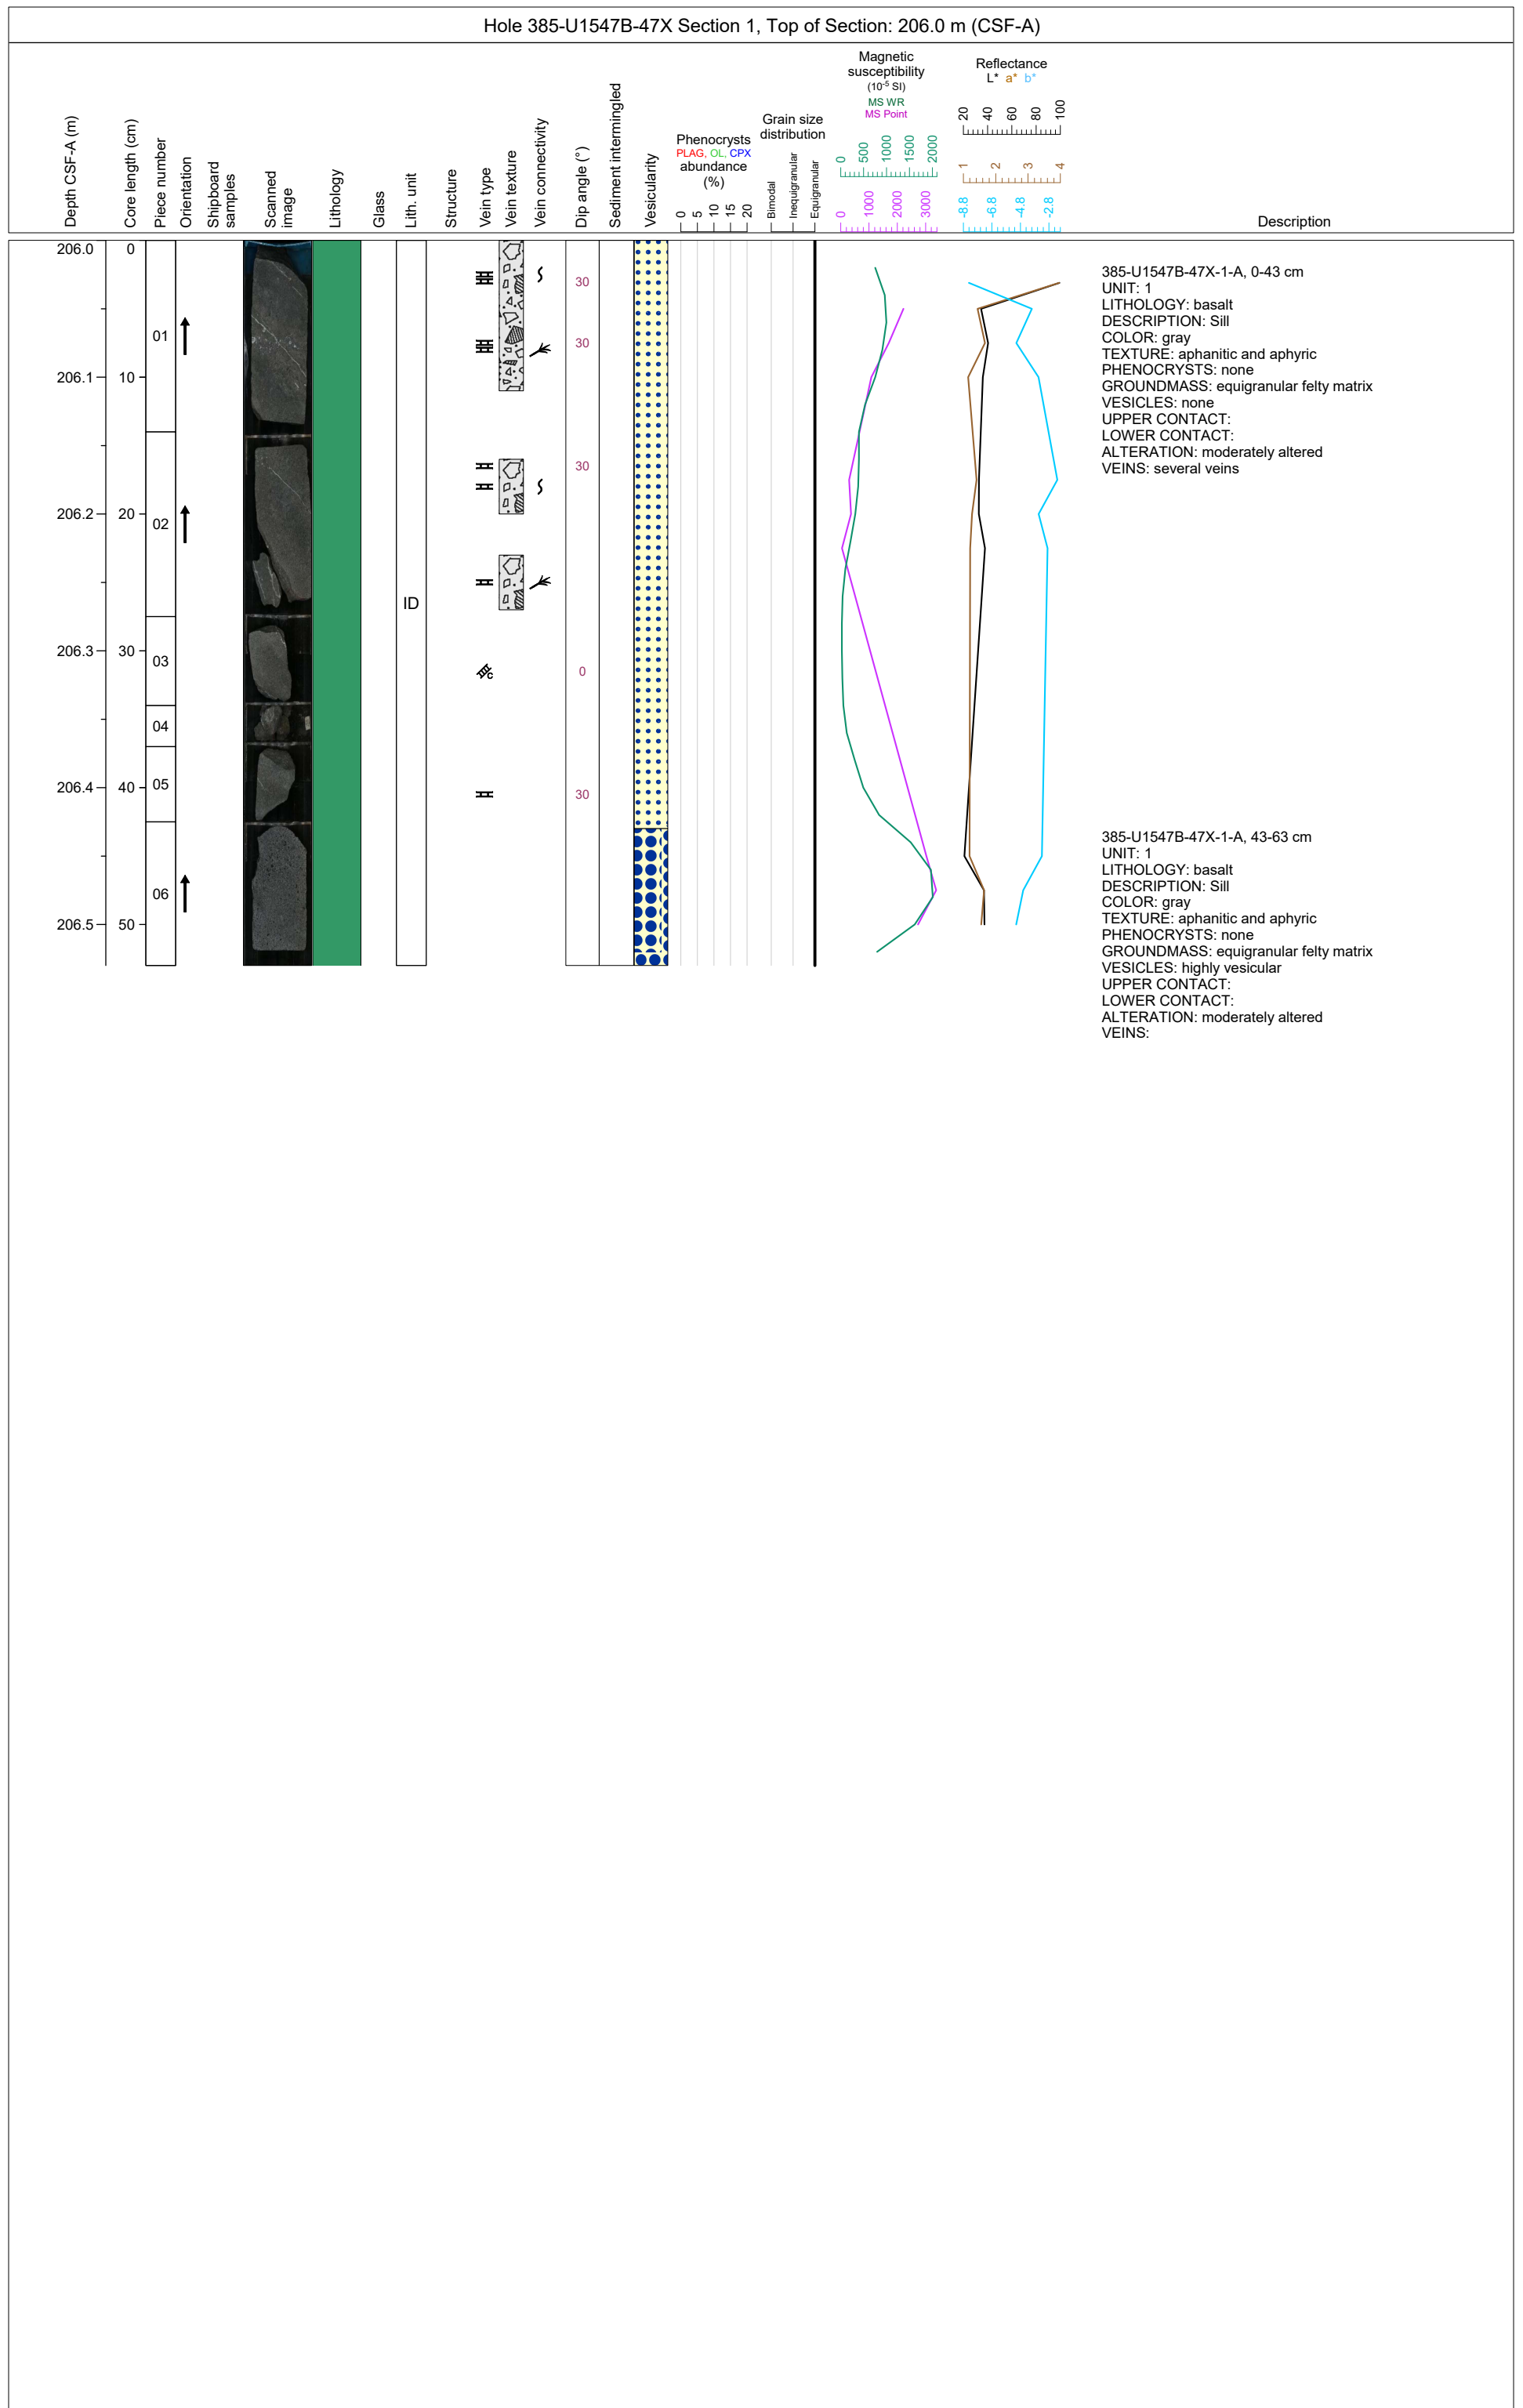 Hole 385-U1547B-47X Section 1, Top of Section: 206.0 m (CSF-A)
Depth CSF-A (m)
Core length (cm)
Piece number
Orientation
Shipboard
samples
Scanned
image
Lithology
Glass
Lith. unit
Structure
Vein type
Vein texture
Vein connectivity
Dip angle (°)
Sediment intermingled
Vesicularity
Phenocrysts
PLAG, OL, CPX
abundance
(%)
0 5 10 15 20
Grain size
distribution
Bimodal
Inequigranular
Equigranular
Magnetic
susceptibility
(10-5 SI)
MS WR
MS Point
0 500 1000 1500 2000
0 1000 2000 3000
Reflectance
L* a* b*
20 40 60 80 100
1 2 3 4
-8.8 -6.8 -4.8 -2.8
Description
206.0 0
30
01
30
206.1 10
30
206.2 20 02
ID
206.3 30 03
0
04
206.4 40 05
30
06
206.5 50
385-U1547B-47X-1-A, 0-43 cm
UNIT: 1
LITHOLOGY: basalt
DESCRIPTION: Sill
COLOR: gray
TEXTURE: aphanitic and aphyric
PHENOCRYSTS: none
GROUNDMASS: equigranular felty matrix
VESICLES: none
UPPER CONTACT:
LOWER CONTACT:
ALTERATION: moderately altered
VEINS: several veins
385-U1547B-47X-1-A, 43-63 cm
UNIT: 1
LITHOLOGY: basalt
DESCRIPTION: Sill
COLOR: gray
TEXTURE: aphanitic and aphyric
PHENOCRYSTS: none
GROUNDMASS: equigranular felty matrix
VESICLES: highly vesicular
UPPER CONTACT:
LOWER CONTACT:
ALTERATION: moderately altered
VEINS: